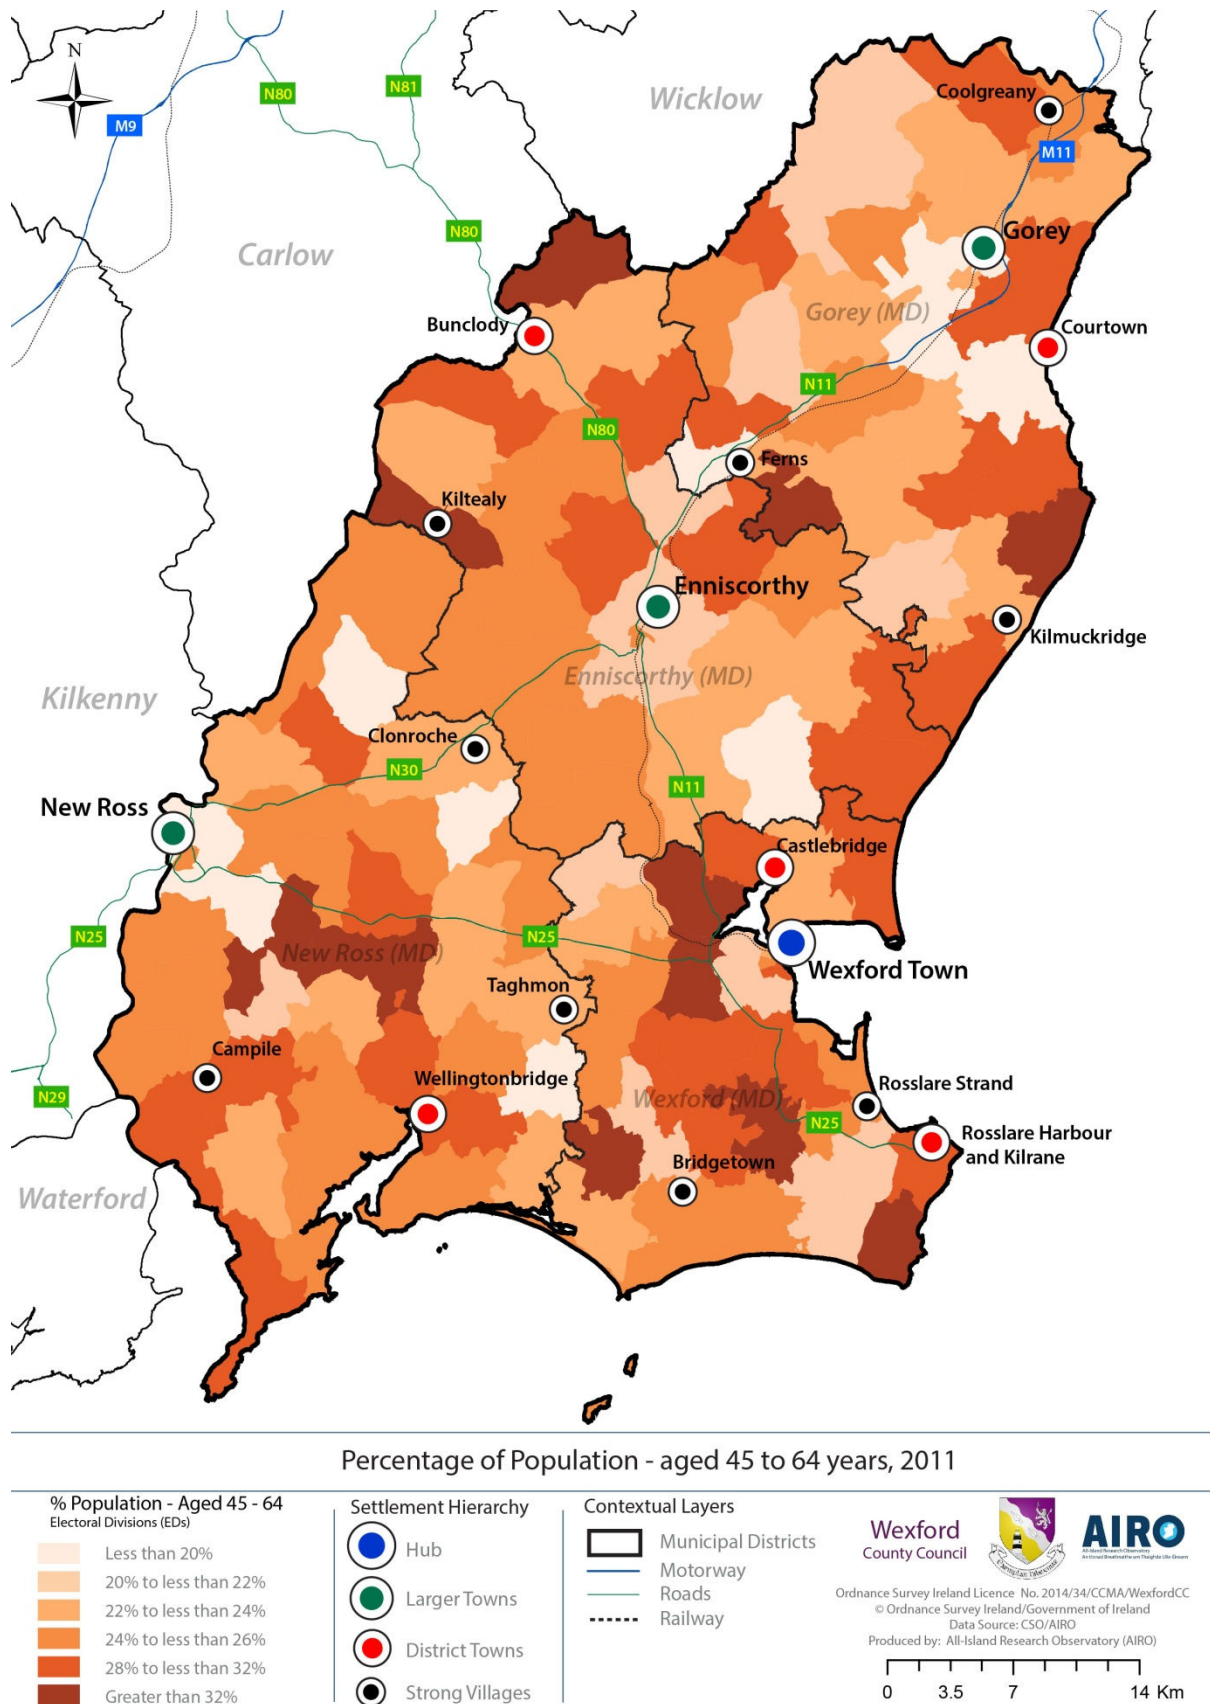 N
M9
N80
N81
Wicklow
Coolgreany
M11
N80
Carlow
Gorey
Bunclody
Gorey (MD)
Courtown
N11
N80
Ferns
Kiltealy
Enniscorthy
Kilmuckridge
Enniscorthy (MD)
Kilkenny
Clonroche
N30
N11
New Ross
Castlebridge
N25
N25
New Ross (MD)
Wexford Town
Taghmon
Campile
Wellingtonbridge
Rosslare Strand
N29
Wexford (MD)
N25
Rosslare Harbour
and Kilrane
Bridgetown
Waterford
Percentage of Population - aged 45 to 64 years, 2011
% Population - Aged 45 - 64
Electoral Divisions (EDs)
Less than 20%
20% to less than 22%
22% to less than 24%
24% to less than 26%
28% to less than 32%
Greater than 32%
Settlement Hierarchy
Hub
Larger Towns
District Towns
Strong Villages
Contextual Layers
Municipal Districts
Motorway
Roads
Railway
Wexford
County Council
AIRO
All-Island Research Observatory
Ordnance Survey Ireland Licence No. 2014/34/CCMA/WexfordCC
© Ordnance Survey Ireland/Government of Ireland
Data Source: CSO/AIRO
Produced by: All-Island Research Observatory (AIRO)
0 3.5 7 14 Km